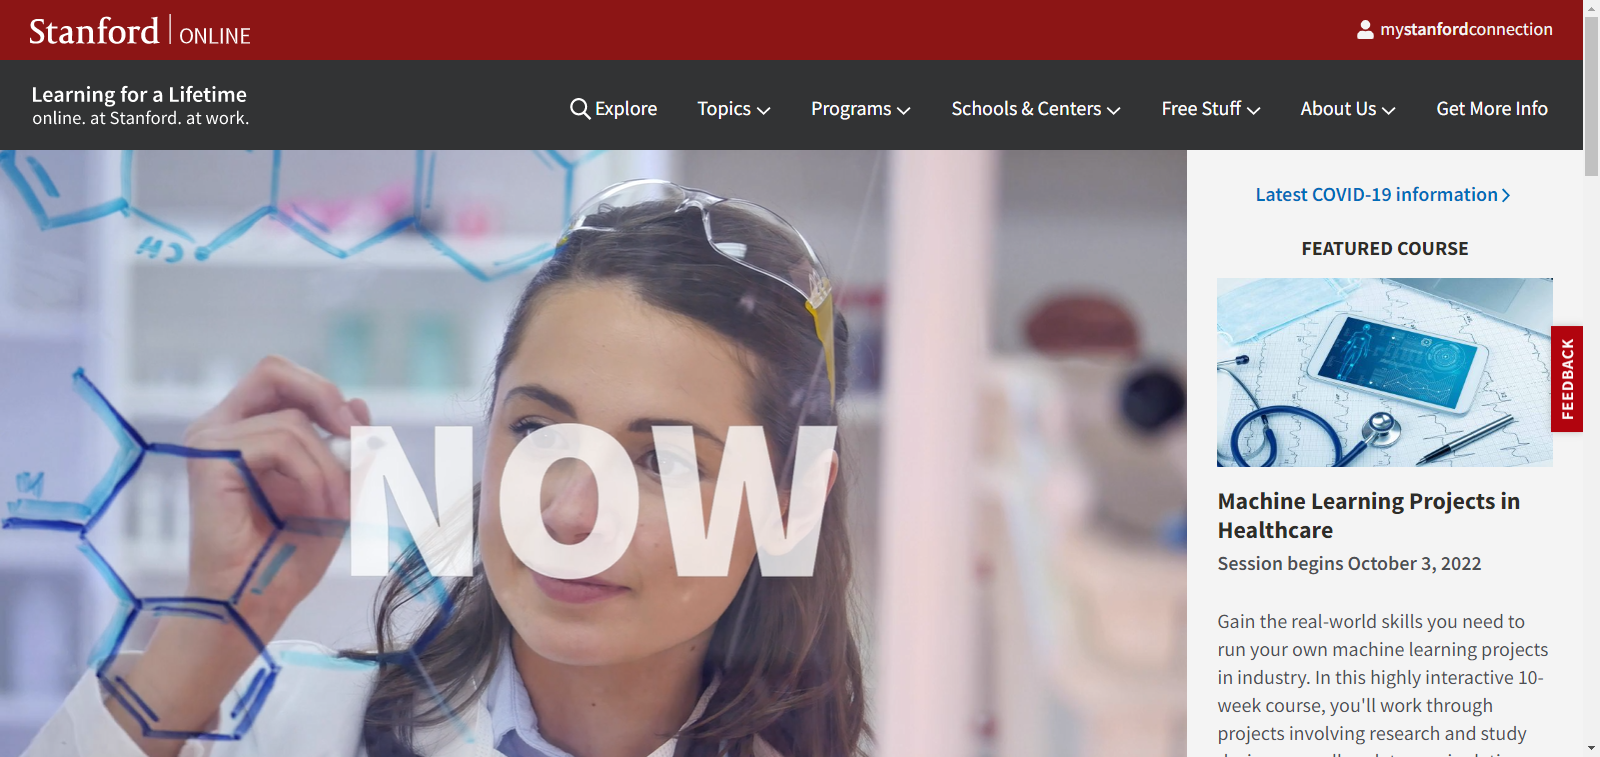 Stanford ONLINE
mystanfordconnection
Learning for a Lifetime
online. at Stanford. at work.
Explore
Topics
Programs
Schools & Centers
Free Stuff
About Us
Get More Info
NOW
Latest COVID-19 information
FEATURED COURSE
FEEDBACK
Machine Learning Projects in
Healthcare
Session begins October 3, 2022
Gain the real-world skills you need to
run your own machine learning projects
in industry. In this highly interactive 10-
week course, you'll work through
projects involving research and study